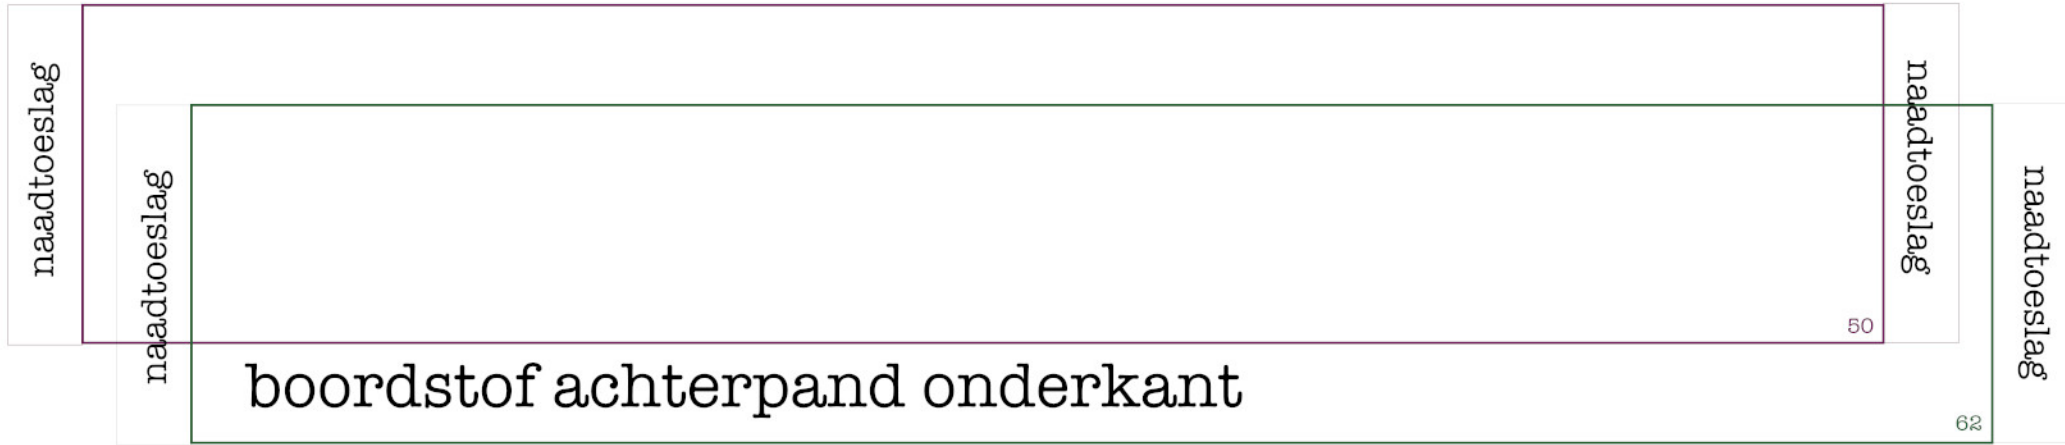 naadtoeslag
naadtoeslag
50
naadtoeslag
naadtoeslag
boordstof achterpand onderkant
62